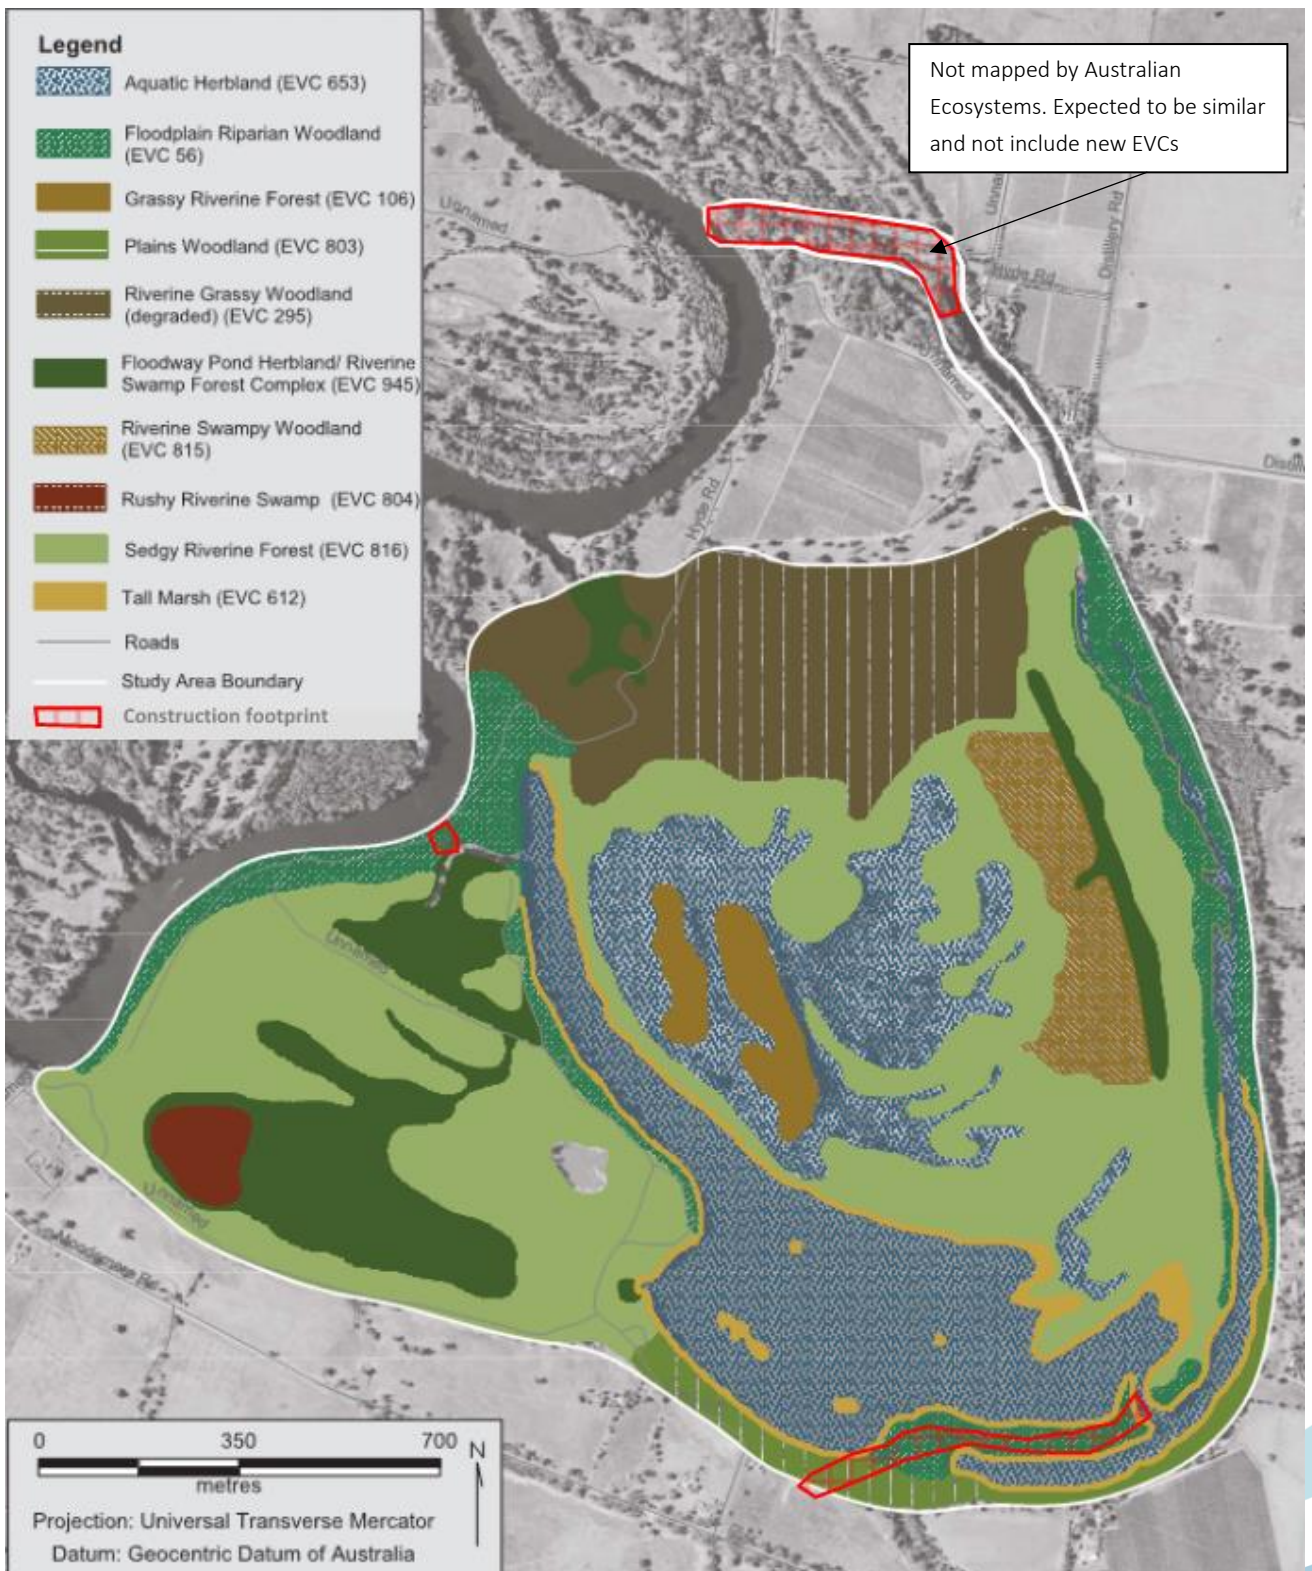 Legend
Aquatic Herbland (EVC 653)
Floodplain Riparian Woodland
(EVC 56)
Grassy Riverine Forest (EVC 106)
Plains Woodland (EVC 803)
Riverine Grassy Woodland
(degraded) (EVC 295)
Floodway Pond Herbland/ Riverine
Swamp Forest Complex (EVC 945)
Riverine Swampy Woodland
(EVC 815)
Rushy Riverine Swamp (EVC 804)
Sedgy Riverine Forest (EVC 816)
Tall Marsh (EVC 612)
Roads
Study Area Boundary
Construction footprint
Not mapped by Australian
Ecosystems. Expected to be similar
and not include new EVCs
Unnamed
Distillery Rd
Hyde Rd
Unnamed
Hyde Rd
Unnamed
Unnamed
0 350 700
metres
N
Projection: Universal Transverse Mercator
Datum: Geocentric Datum of Australia